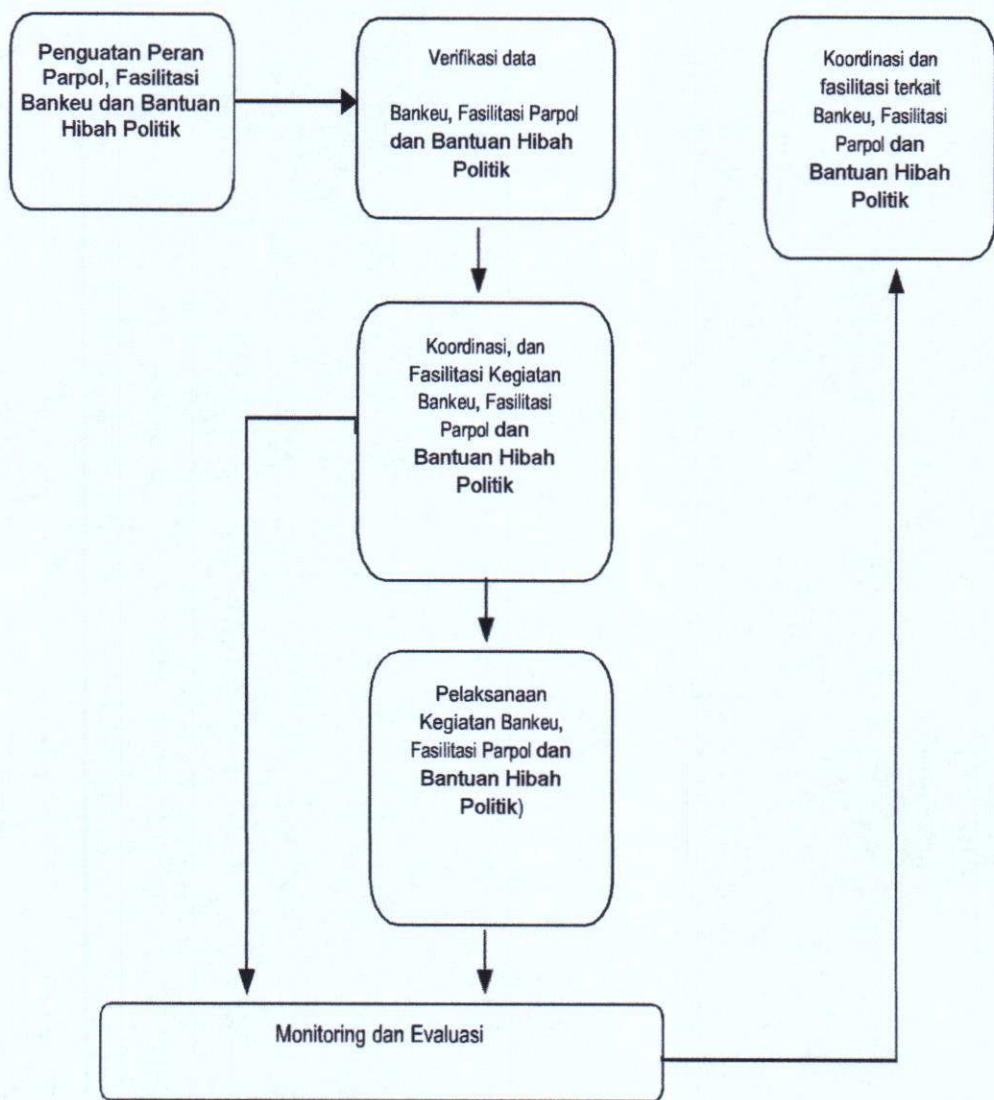 Penguatan Peran
Parpol, Fasilitasi
Bankeu dan Bantuan
Hibah Politik
Verifikasi data
Bankeu, Fasilitasi Parpol
dan Bantuan Hibah
Politik
Koordinasi dan
fasilitasi terkait
Bankeu, Fasilitasi
Parpol dan
Bantuan Hibah
Politik
Koordinasi, dan
Fasilitasi Kegiatan
Bankeu, Fasilitasi
Parpol dan
Bantuan Hibah
Politik
Pelaksanaan
Kegiatan Bankeu,
Fasilitasi Parpol dan
Bantuan Hibah
Politik)
Monitoring dan Evaluasi